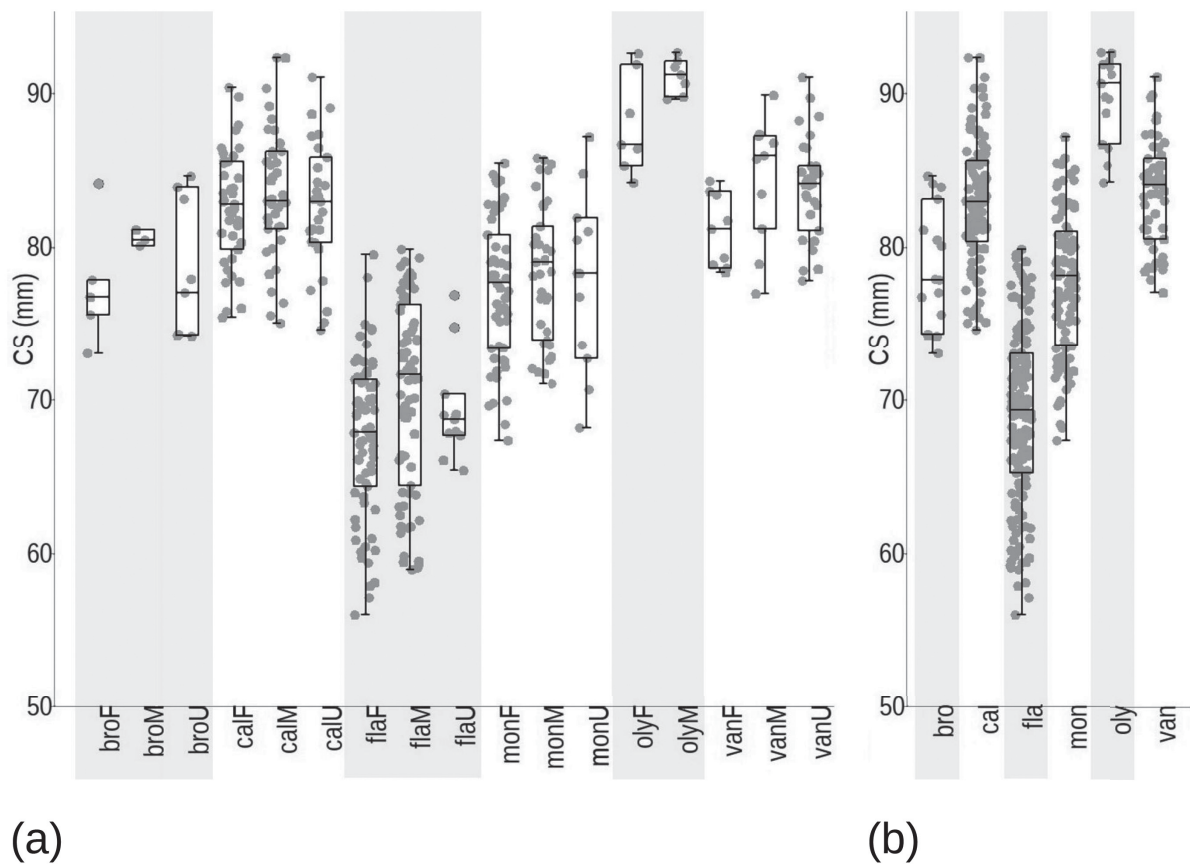 90
80
70
60
50
CS (mm)
broF
broM
broU
calF
calM
calU
flaF
flaM
flaU
monF
monM
monU
olyF
olyM
vanF
vanM
vanU
(a)
90
80
70
60
50
CS (mm)
bro
cal
fla
mon
oly
van
(b)